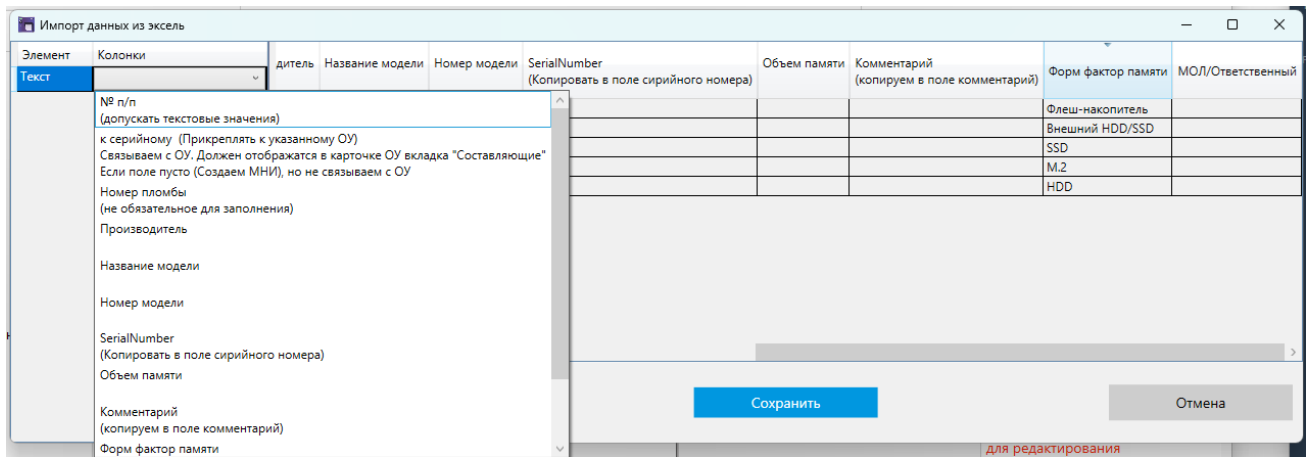 Импорт данных из эксель
Элемент Колонки
дитель Название модели Номер модели SerialNumber
(Копировать в поле сирийного номера) Объем памяти Комментарий
(копируем в поле комментарий) Форм фактор памяти МОЛ/Ответственный
Текст
№ п/п
(допускать текстовые значения)
к серийному (Прикреплять к указанному ОУ)
Связываем с ОУ. Должен отображатся в карточке ОУ вкладка "Составляющие"
Если поле пусто (Создаем МНИ), но не связываем с ОУ
Номер пломбы
(не обязательное для заполнения)
Производитель
Название модели
Номер модели
SerialNumber
(Копировать в поле сирийного номера)
Объем памяти
Комментарий
(копируем в поле комментарий)
Форм фактор памяти
Флеш-накопитель
Внешний HDD/SSD
SSD
M.2
HDD
Сохранить
Отмена
для редактирования